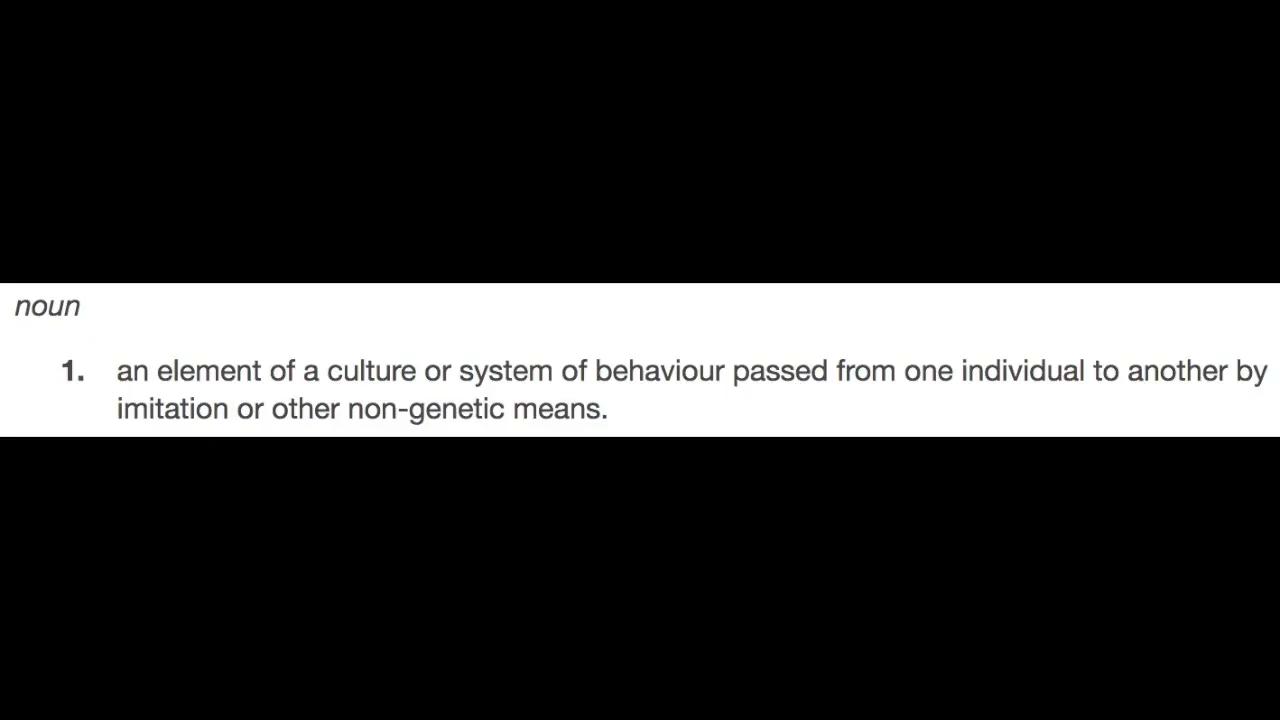 noun
1. an element of a culture or system of behaviour passed from one individual to another by
imitation or other non-genetic means.